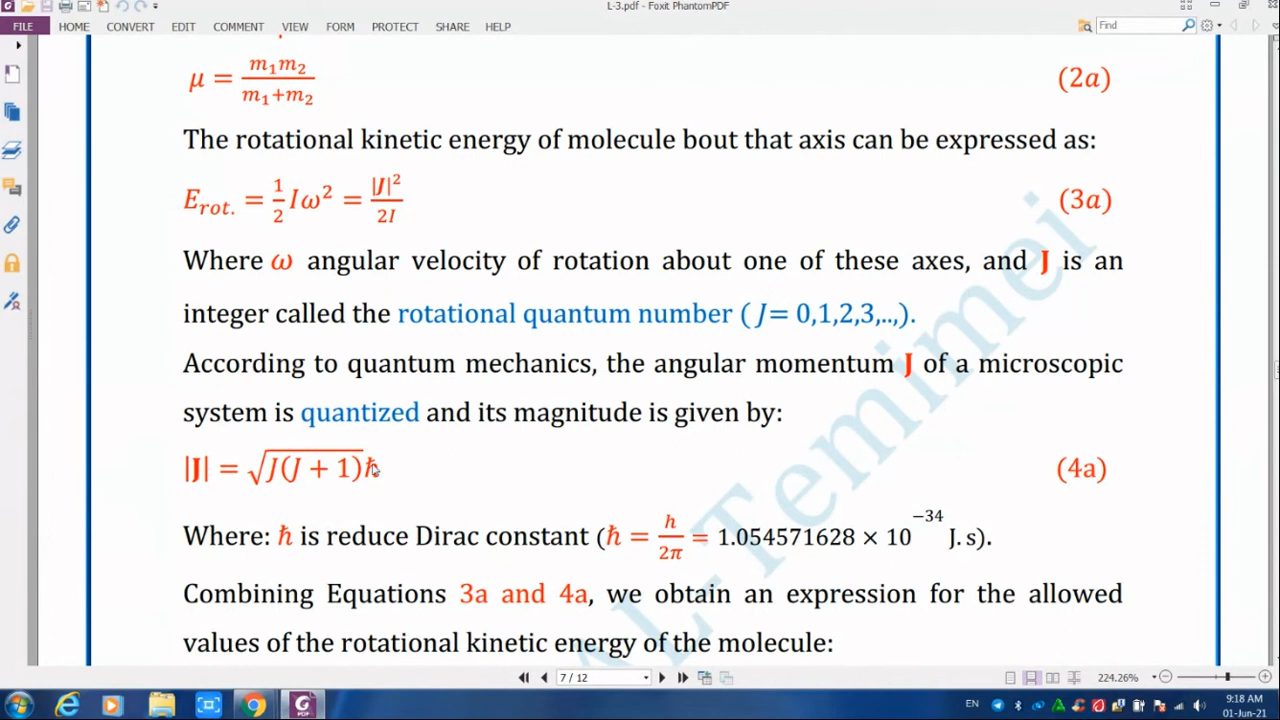 L-3.pdf - Foxit PhantomPDF
FILE HOME CONVERT EDIT COMMENT VIEW FORM PROTECT SHARE HELP
Find
μ = m₁m₂ / m₁+m₂ (2a)
The rotational kinetic energy of molecule bout that axis can be expressed as:
E_rot. = 1/2 Iω² = |J|² / 2I (3a)
Where ω angular velocity of rotation about one of these axes, and J is an
integer called the rotational quantum number ( J= 0,1,2,3,..,).
According to quantum mechanics, the angular momentum J of a microscopic
system is quantized and its magnitude is given by:
|J| = √J(J + 1)ℏ (4a)
Where: ℏ is reduce Dirac constant (ℏ = h/2π = 1.054571628 × 10⁻³⁴ J.s).
Combining Equations 3a and 4a, we obtain an expression for the allowed
values of the rotational kinetic energy of the molecule:
AL-Temimei
7 / 12
224.26%
EN
9:18 AM
01-Jun-21